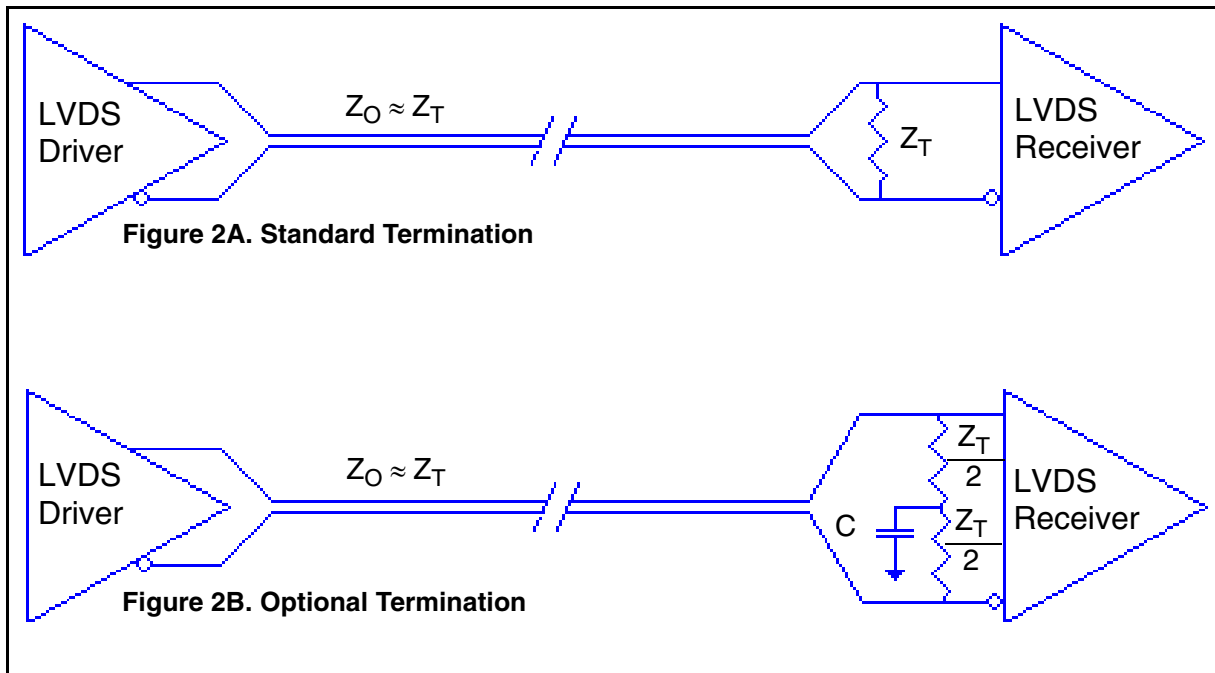 LVDS
Driver
Z_O ≈ Z_T
Z_T
LVDS
Receiver
Figure 2A. Standard Termination
LVDS
Driver
Z_O ≈ Z_T
C
Z_T
2
Z_T
2
LVDS
Receiver
Figure 2B. Optional Termination